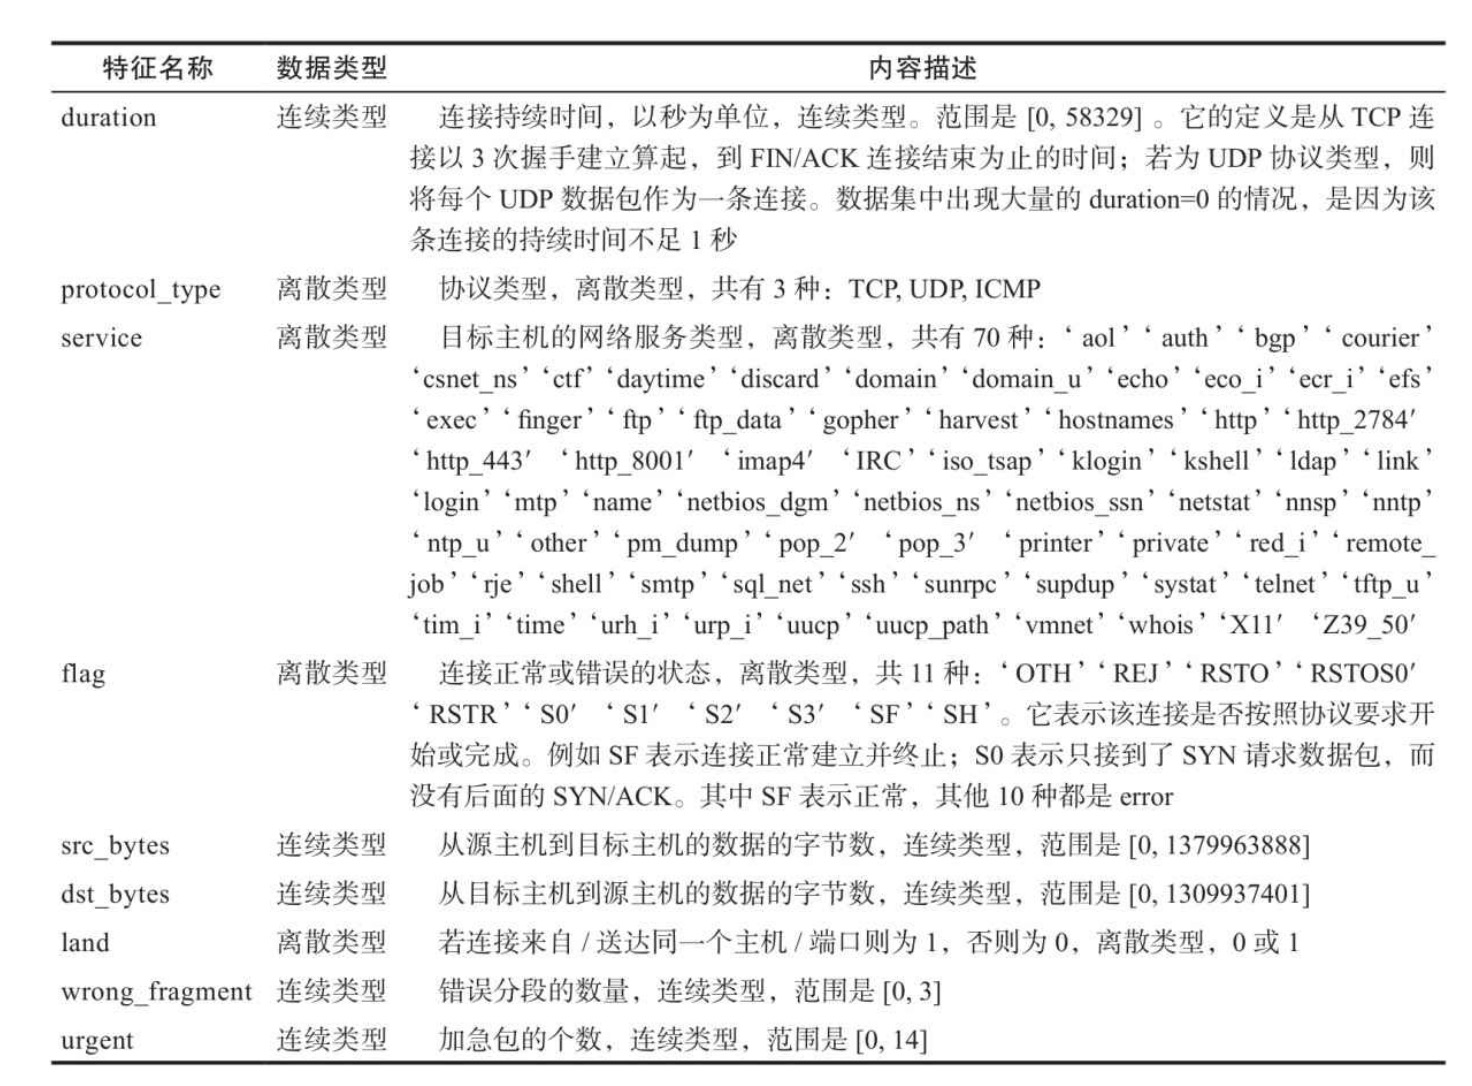 特征名称 数据类型 内容描述
duration 连续类型 连接持续时间，以秒为单位，连续类型。范围是 [0, 58329] 。它的定义是从 TCP 连
接以 3 次握手建立算起，到 FIN/ACK 连接结束为止的时间；若为 UDP 协议类型，则
将每个 UDP 数据包作为一条连接。数据集中出现大量的 duration=0 的情况，是因为该
条连接的持续时间不足 1 秒
protocol_type 离散类型 协议类型，离散类型，共有 3 种：TCP, UDP, ICMP
service 离散类型 目标主机的网络服务类型，离散类型，共有 70 种：‘ aol’ ‘ auth’ ‘ bgp’ ‘ courier’
‘csnet_ns’ ‘ctf’ ‘daytime’ ‘discard’ ‘domain’ ‘domain_u’ ‘echo’ ‘eco_i’ ‘ecr_i’ ‘efs’
‘exec’ ‘finger’ ‘ftp’ ‘ftp_data’ ‘gopher’ ‘harvest’ ‘hostnames’ ‘http’ ‘http_2784′
‘http_443′ ‘http_8001′ ‘imap4′ ‘IRC’ ‘iso_tsap’ ‘klogin’ ‘kshell’ ‘ldap’ ‘link’
‘login’ ‘mtp’ ‘name’ ‘netbios_dgm’ ‘netbios_ns’ ‘netbios_ssn’ ‘netstat’ ‘nnsp’ ‘nntp’
‘ntp_u’ ‘other’ ‘pm_dump’ ‘pop_2′ ‘pop_3′ ‘printer’ ‘private’ ‘red_i’ ‘remote_
job’ ‘rje’ ‘shell’ ‘smtp’ ‘sql_net’ ‘ssh’ ‘sunrpc’ ‘supdup’ ‘systat’ ‘telnet’ ‘tftp_u’
‘tim_i’ ‘time’ ‘urh_i’ ‘urp_i’ ‘uucp’ ‘uucp_path’ ‘vmnet’ ‘whois’ ‘X11′ ‘Z39_50′
flag 离散类型 连接正常或错误的状态，离散类型，共 11 种：‘OTH’ ‘REJ’ ‘RSTO’ ‘RSTOS0′
‘RSTR’ ‘S0′ ‘S1′ ‘S2′ ‘S3′ ‘SF’ ‘SH’。它表示该连接是否按照协议要求开
始或完成。例如 SF 表示连接正常建立并终止；S0 表示只接到了 SYN 请求数据包，而
没有后面的 SYN/ACK。其中 SF 表示正常，其他 10 种都是 error
src_bytes 连续类型 从源主机到目标主机的数据的字节数，连续类型，范围是 [0, 1379963888]
dst_bytes 连续类型 从目标主机到源主机的数据的字节数，连续类型，范围是 [0, 1309937401]
land 离散类型 若连接来自 / 送达同一个主机 / 端口则为 1，否则为 0，离散类型，0 或 1
wrong_fragment 连续类型 错误分段的数量，连续类型，范围是 [0, 3]
urgent 连续类型 加急包的个数，连续类型，范围是 [0, 14]